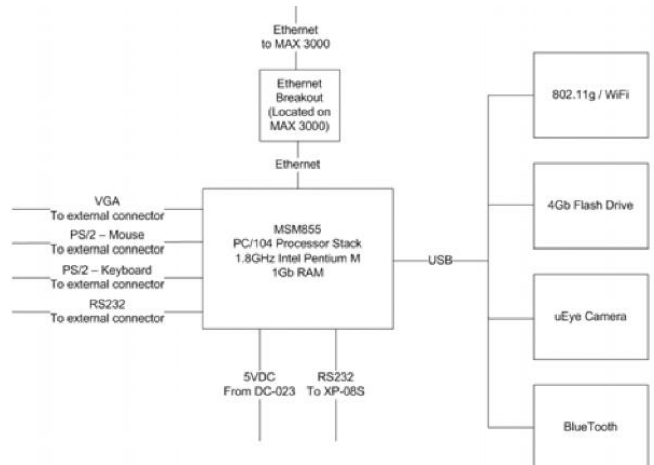 Ethernet
to MAX 3000
Ethernet
Breakout
(Located on
MAX 3000)
Ethernet
802.11g / WiFi
VGA
To external connector
PS/2 – Mouse
To external connector
PS/2 – Keyboard
To external connector
RS232
To external connector
MSM855
PC/104 Processor Stack
1.8GHz Intel Pentium M
1Gb RAM
USB
4Gb Flash Drive
uEye Camera
5VDC
From DC-023
RS232
To XP-08S
BlueTooth